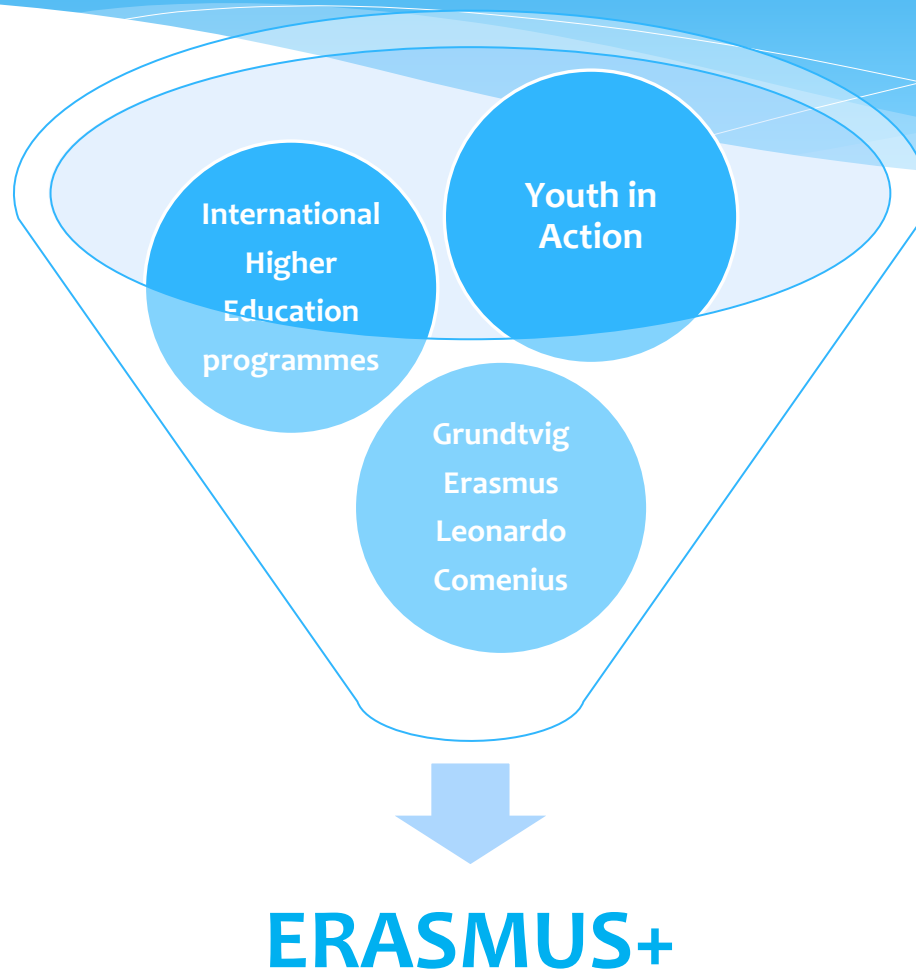 International
Higher
Education
programmes
Youth in
Action
Grundtvig
Erasmus
Leonardo
Comenius
ERASMUS+